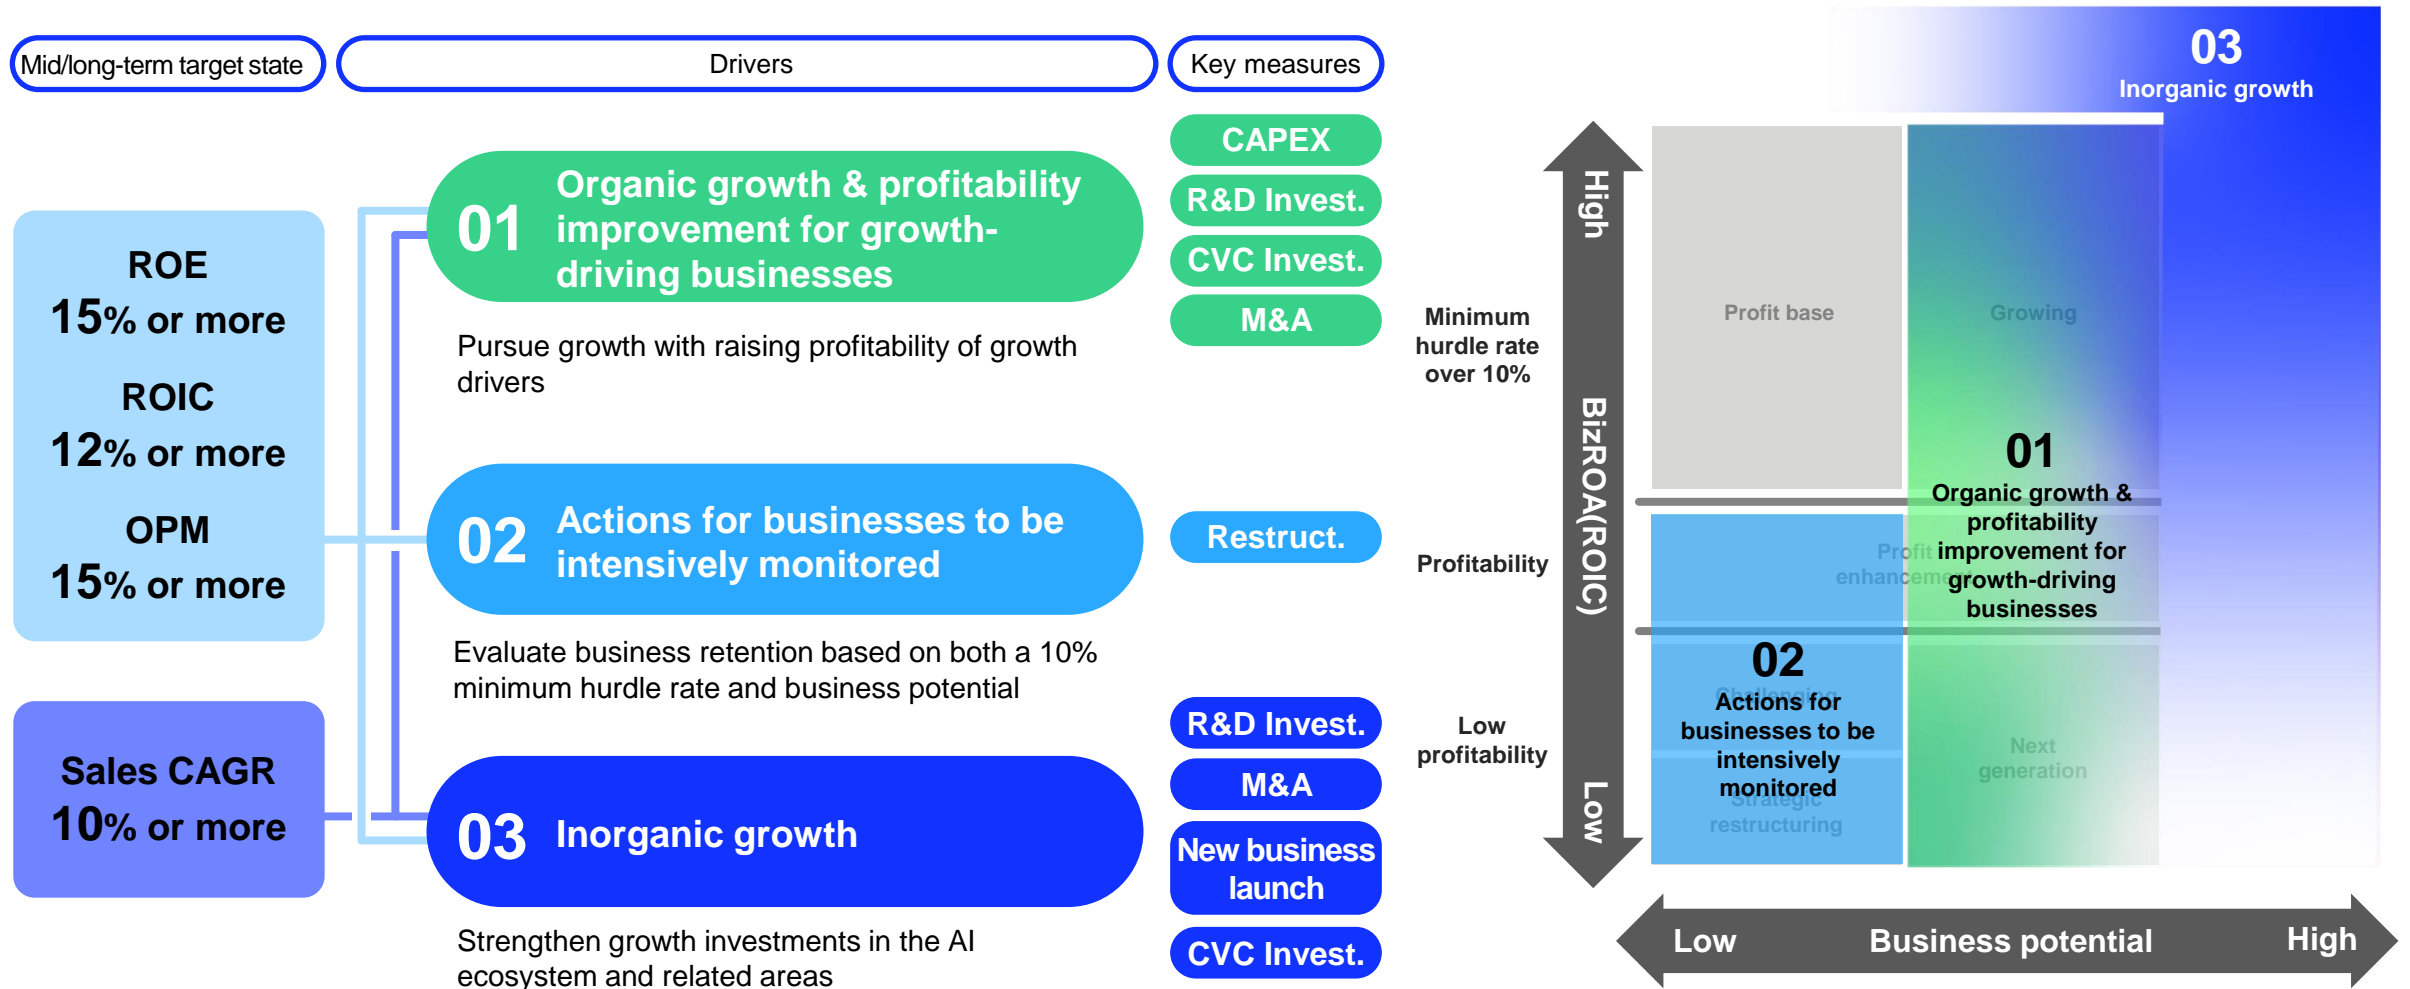 Mid/long-term target state
Drivers
Key measures
ROE
15% or more
ROIC
12% or more
OPM
15% or more
Sales CAGR
10% or more
01
Organic growth & profitability
improvement for growth-
driving businesses
Pursue growth with raising profitability of growth
drivers
CAPEX
R&D Invest.
CVC Invest.
M&A
02
Actions for businesses to be
intensively monitored
Evaluate business retention based on both a 10%
minimum hurdle rate and business potential
Restruct.
03
Inorganic growth
Strengthen growth investments in the AI
ecosystem and related areas
R&D Invest.
M&A
New business
launch
CVC Invest.
Minimum
hurdle rate
over 10%
Profitability
Low
profitability
High
BizROA(ROIC)
Low
03
Inorganic growth
Profit base
Growing
01
Organic growth &
profitability
improvement for
growth-driving
businesses
Profit
enhancement
02
Actions for
businesses to be
intensively
monitored
Challenging
Strategic
restructuring
Next
generation
Low
Business potential
High